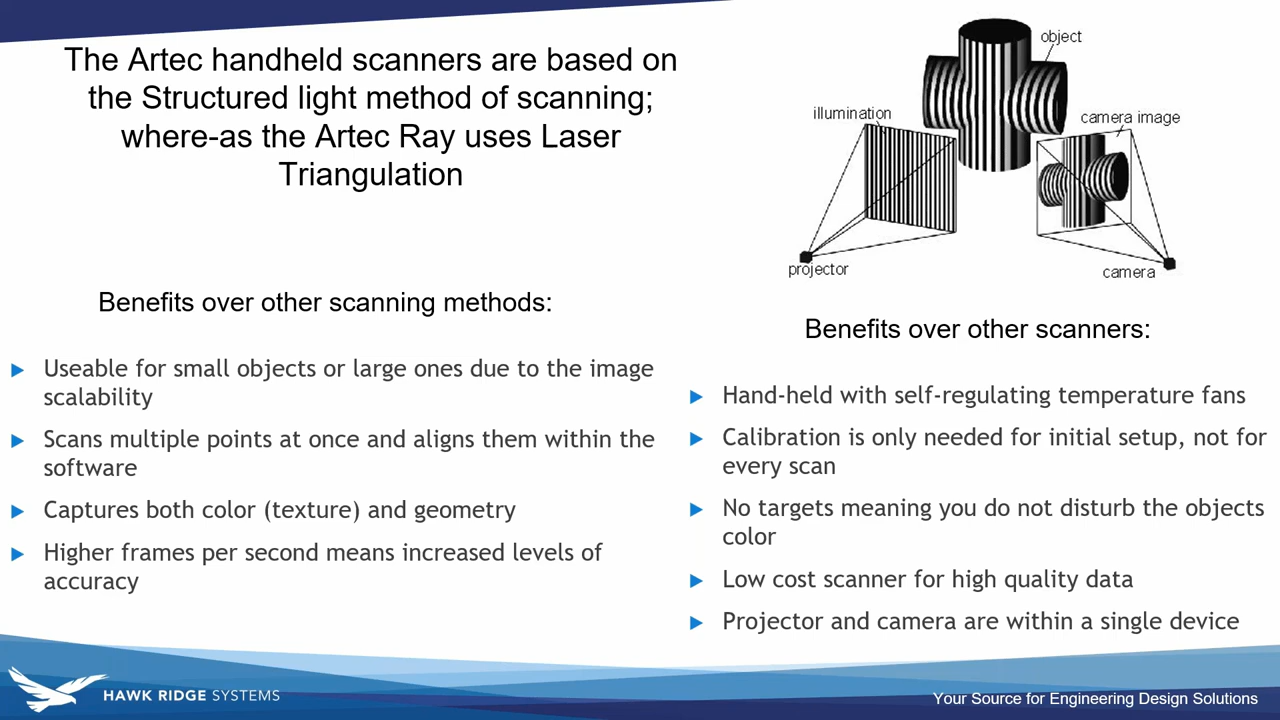 The Artec handheld scanners are based on
the Structured light method of scanning;
where-as the Artec Ray uses Laser
Triangulation
object
illumination
camera image
projector
camera
Benefits over other scanning methods:
Useable for small objects or large ones due to the image
scalability
Scans multiple points at once and aligns them within the
software
Captures both color (texture) and geometry
Higher frames per second means increased levels of
accuracy
Benefits over other scanners:
Hand-held with self-regulating temperature fans
Calibration is only needed for initial setup, not for
every scan
No targets meaning you do not disturb the objects
color
Low cost scanner for high quality data
Projector and camera are within a single device
HAWK RIDGE SYSTEMS
Your Source for Engineering Design Solutions